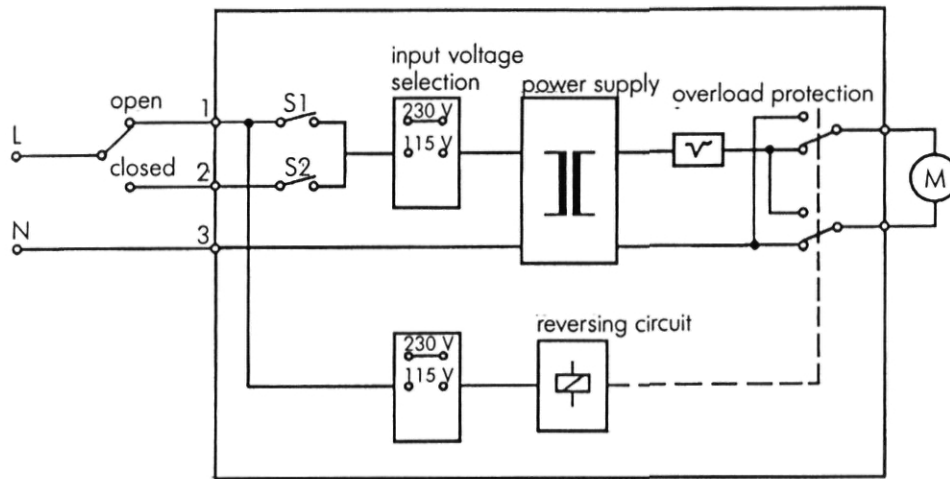 input voltage
selection
power supply
overload protection
open
1
S1
230 V
115 V
L
closed
2
S2
M
N
3
reversing circuit
230 V
115 V